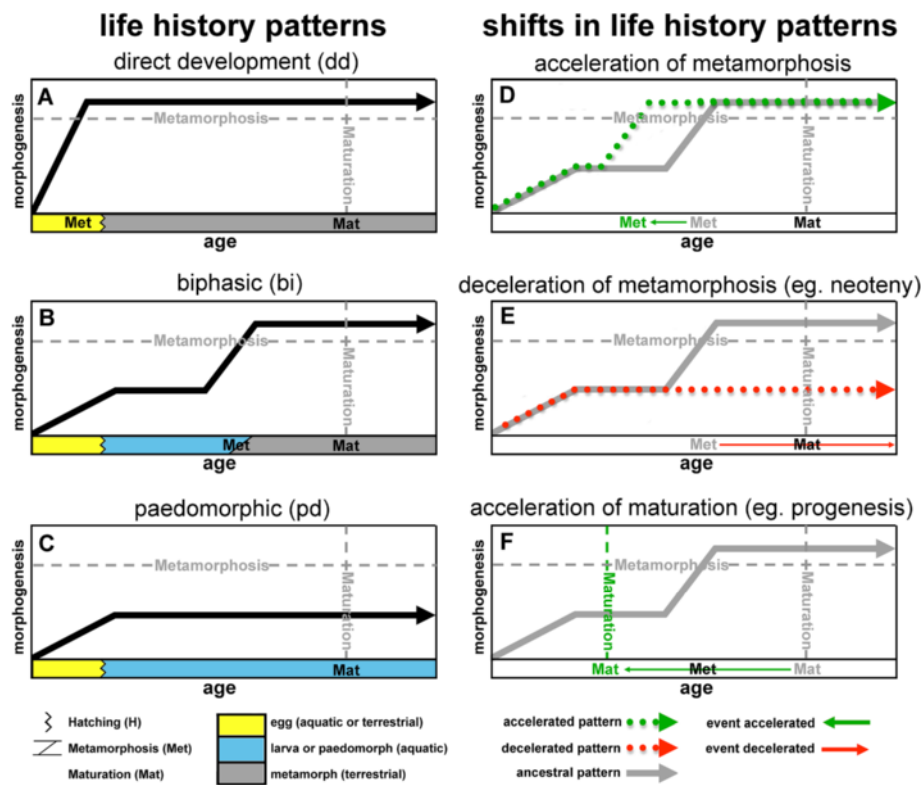 life history patterns
shifts in life history patterns
direct development (dd)
A
morphogenesis
Metamorphosis
Maturation
Met
Mat
age
acceleration of metamorphosis
D
morphogenesis
Metamorphosis
Maturation
Met
Met
Mat
age
biphasic (bi)
B
morphogenesis
Metamorphosis
Maturation
Met
Mat
age
deceleration of metamorphosis (eg. neoteny)
E
morphogenesis
Metamorphosis
Maturation
Met
Mat
age
paedomorphic (pd)
C
morphogenesis
Metamorphosis
Maturation
Mat
age
acceleration of maturation (eg. progenesis)
F
morphogenesis
Maturation
Metamorphosis
Maturation
Mat
Met
Mat
age
Hatching (H)
Metamorphosis (Met)
Maturation (Mat)
egg (aquatic or terrestrial)
larva or paedomorph (aquatic)
metamorph (terrestrial)
accelerated pattern
decelerated pattern
ancestral pattern
event accelerated
event decelerated